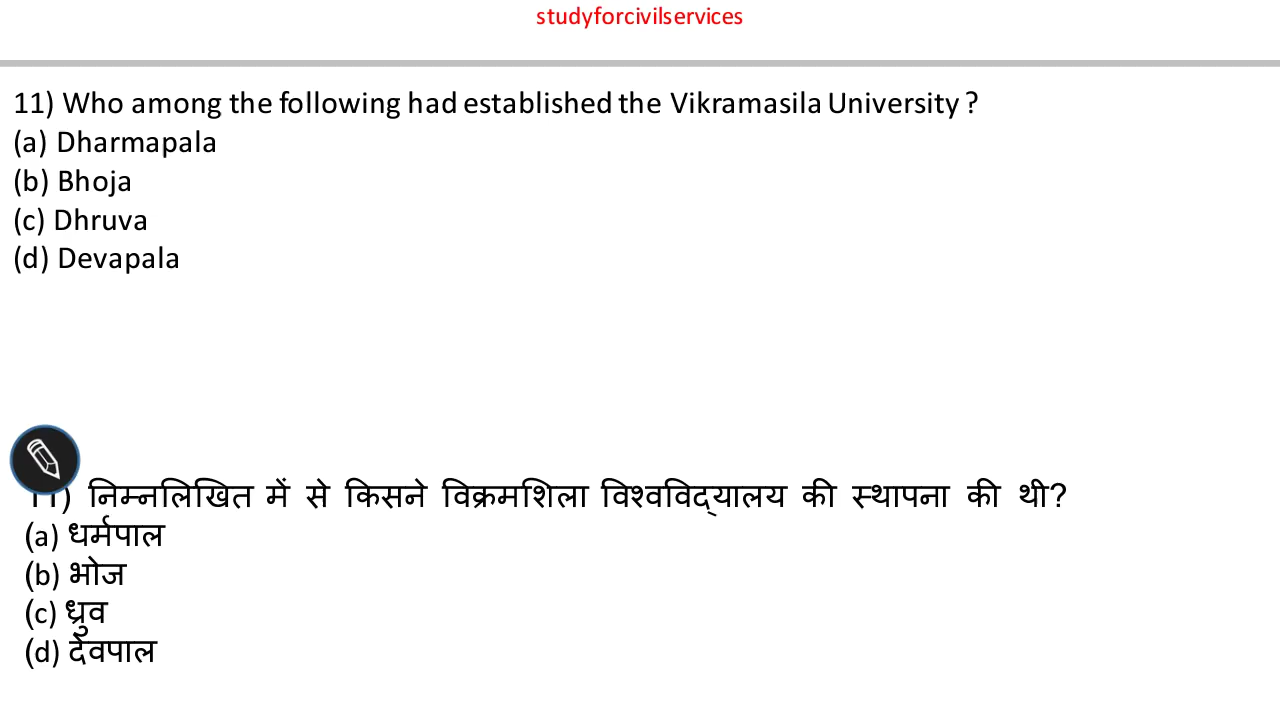 studyforcivilservices
11) Who among the following had established the Vikramasila University ?
(a) Dharmapala
(b) Bhoja
(c) Dhruva
(d) Devapala
11) निम्नलिखित में से किसने विक्रमशिला विश्वविद्यालय की स्थापना की थी?
(a) धर्मपाल
(b) भोज
(c) ध्रुव
(d) देवपाल